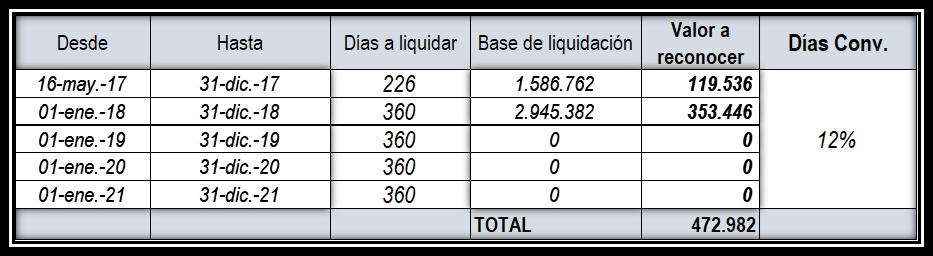 Desde Hasta Días a liquidar Base de liquidación Valor a reconocer Días Conv.
16-may.-17 31-dic.-17 226 1.586.762 119.536
01-ene.-18 31-dic.-18 360 2.945.382 353.446
01-ene.-19 31-dic.-19 360 0 0 12%
01-ene.-20 31-dic.-20 360 0 0
01-ene.-21 31-dic.-21 360 0 0
TOTAL 472.982